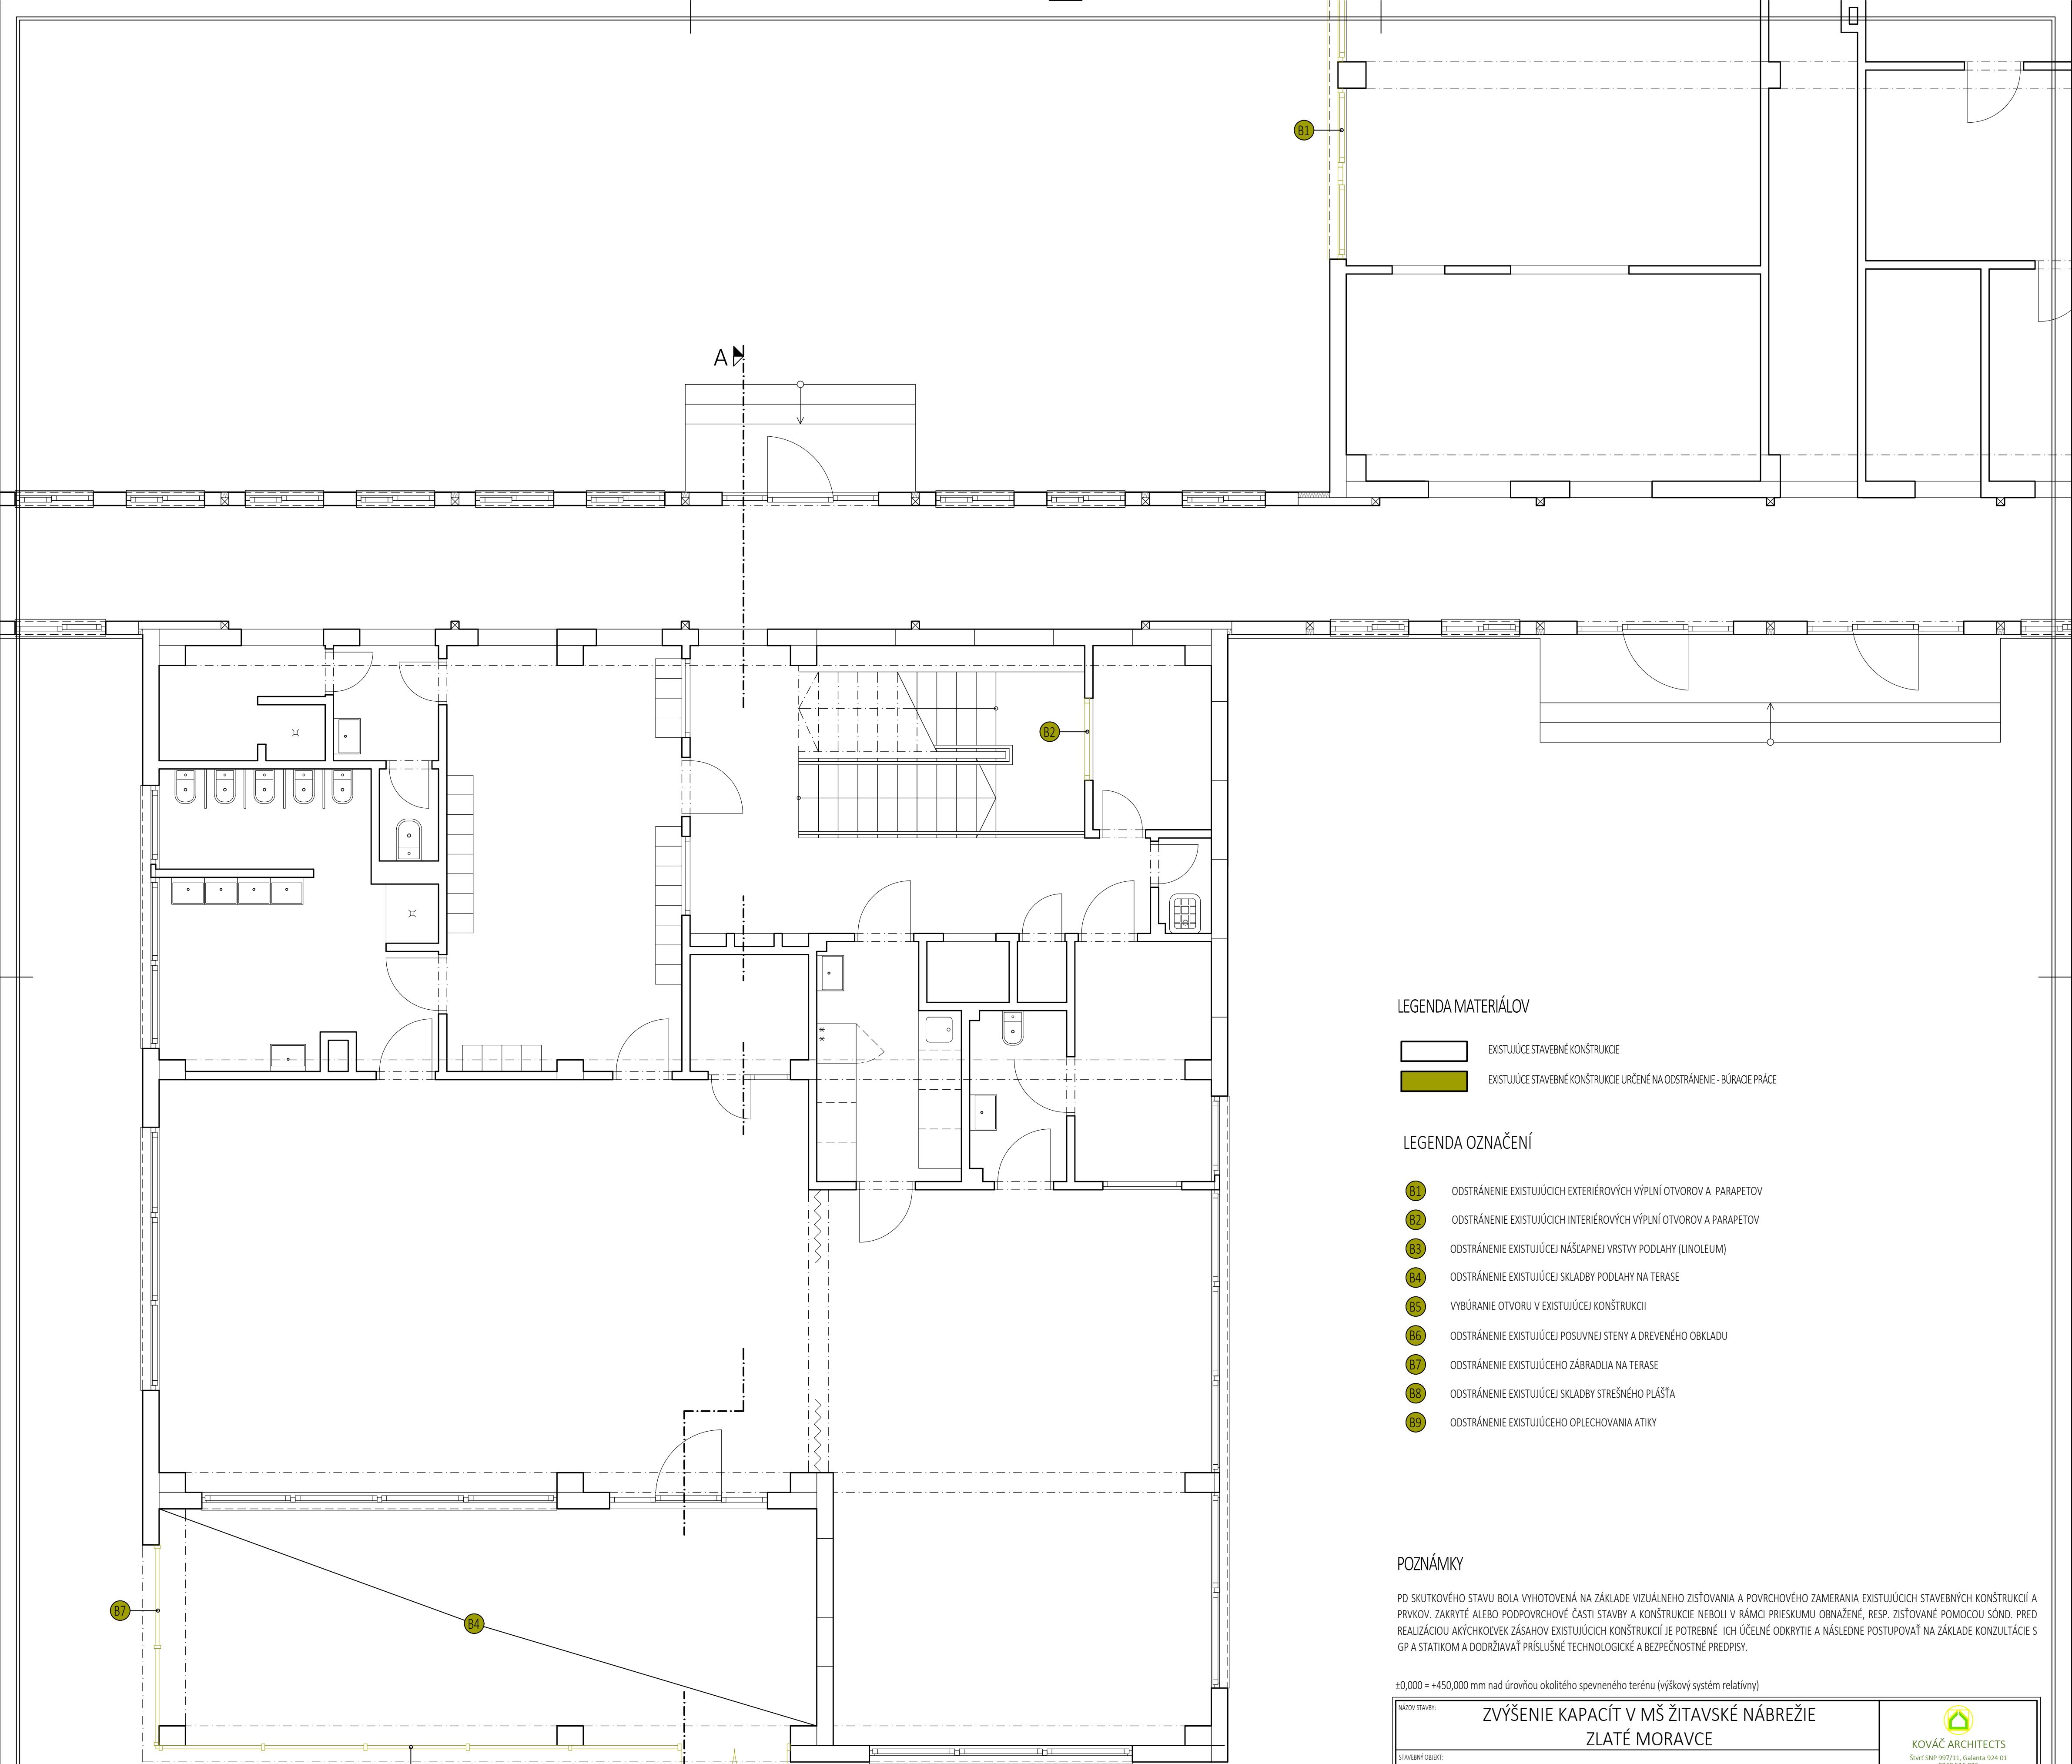 B1
A
B2
B7
B4
LEGENDA MATERIÁLOV
EXISTUJÚCE STAVEBNÉ KONŠTRUKCIE
EXISTUJÚCE STAVEBNÉ KONŠTRUKCIE URČENÉ NA ODSTRÁNENIE - BÚRACIE PRÁCE
LEGENDA OZNAČENÍ
B1 ODSTRÁNENIE EXISTUJÚCICH EXTERIÉROVÝCH VÝPLNÍ OTVOROV A PARAPETOV
B2 ODSTRÁNENIE EXISTUJÚCICH INTERIÉROVÝCH VÝPLNÍ OTVOROV A PARAPETOV
B3 ODSTRÁNENIE EXISTUJÚCEJ NÁŠĽAPNEJ VRSTVY PODLAHY (LINOLEUM)
B4 ODSTRÁNENIE EXISTUJÚCEJ SKLADBY PODLAHY NA TERASE
B5 VYBÚRANIE OTVORU V EXISTUJÚCEJ KONŠTRUKCII
B6 ODSTRÁNENIE EXISTUJÚCEJ POSUVNEJ STENY A DREVENÉHO OBKLADU
B7 ODSTRÁNENIE EXISTUJÚCEHO ZÁBRADLIA NA TERASE
B8 ODSTRÁNENIE EXISTUJÚCEJ SKLADBY STREŠNÉHO PLÁŠŤA
B9 ODSTRÁNENIE EXISTUJÚCEHO OPLECHOVANIA ATIKY
POZNÁMKY
PD SKUTKOVÉHO STAVU BOLA VYHOTOVENÁ NA ZÁKLADE VIZUÁLNEHO ZISŤOVANIA A POVRCHOVÉHO ZAMERANIA EXISTUJÚCICH STAVEBNÝCH KONŠTRUKCIÍ A
PRVKOV. ZAKRYTÉ ALEBO PODPOVRCHOVÉ ČASTI STAVBY A KONŠTRUKCIE NEBOLI V RÁMCI PRIESKUMU OBNAŽENÉ, RESP. ZISŤOVANÉ POMOCOU SÓND. PRED
REALIZÁCIOU AKÝCHKOĽVEK ZÁSAHOV EXISTUJÚCICH KONŠTRUKCIÍ JE POTREBNÉ ICH ÚČELNÉ ODKRYTIE A NÁSLEDNE POSTUPOVAŤ NA ZÁKLADE KONZULTÁCIE S
GP A STATIKOM A DODRŽIAVAŤ PRÍSLUŠNÉ TECHNOLOGICKÉ A BEZPEČNOSTNÉ PREDPISY.
±0,000 = +450,000 mm nad úrovňou okolitého spevneného terénu (výškový systém relatívny)
NÁZOV STAVBY:
ZVÝŠENIE KAPACÍT V MŠ ŽITAVSKÉ NÁBREŽIE
ZLATÉ MORAVCE
STAVEBNÝ OBJEKT:
KOVÁČ ARCHITECTS
Štvrť SNP 997/11, Galanta 924 01